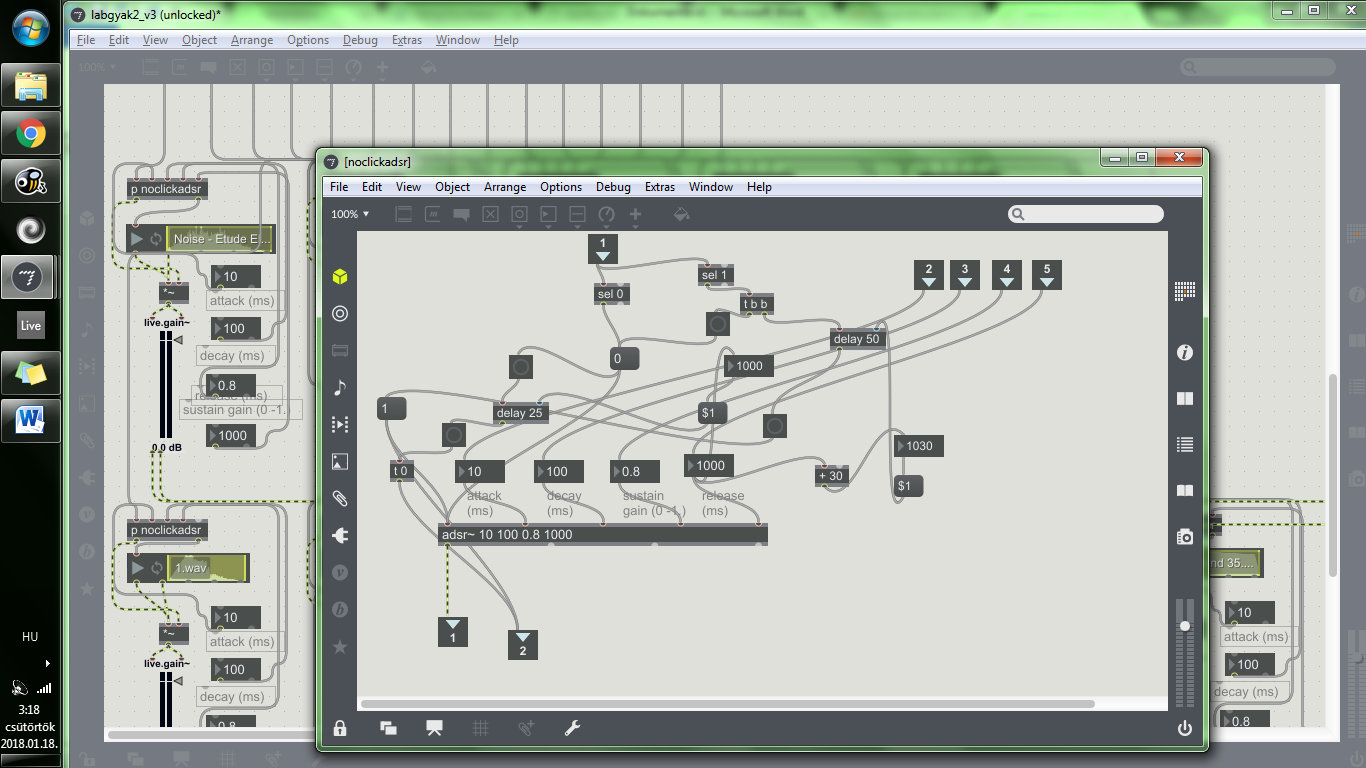 labgyak2_v3 (unlocked)*
File Edit View Object Arrange Options Debug Extras Window Help
100%
p noclickadsr
Noise - Etude E...
10
attack (ms)
*~
live.gain~
100
decay (ms)
0.8
release (ms)
sustain gain (0 -1.)
1000
0.0 dB
p noclickadsr
1.wav
10
attack (ms)
*~
live.gain~
100
decay (ms)
0.8
[noclickadsr]
File Edit View Object Arrange Options Debug Extras Window Help
100%
1
sel 1
2 3 4 5
sel 0
t b b
delay 50
0
1000
1
delay 25
$1
1030
t 0
10
100
0.8
1000
+ 30
$1
attack
(ms)
decay
(ms)
sustain
gain (0 -1.)
release
(ms)
adsr~ 10 100 0.8 1000
1
2
nd 35....
10
attack (ms)
100
decay (ms)
0.8
Live
HU
3:18
csütörtök
2018.01.18.